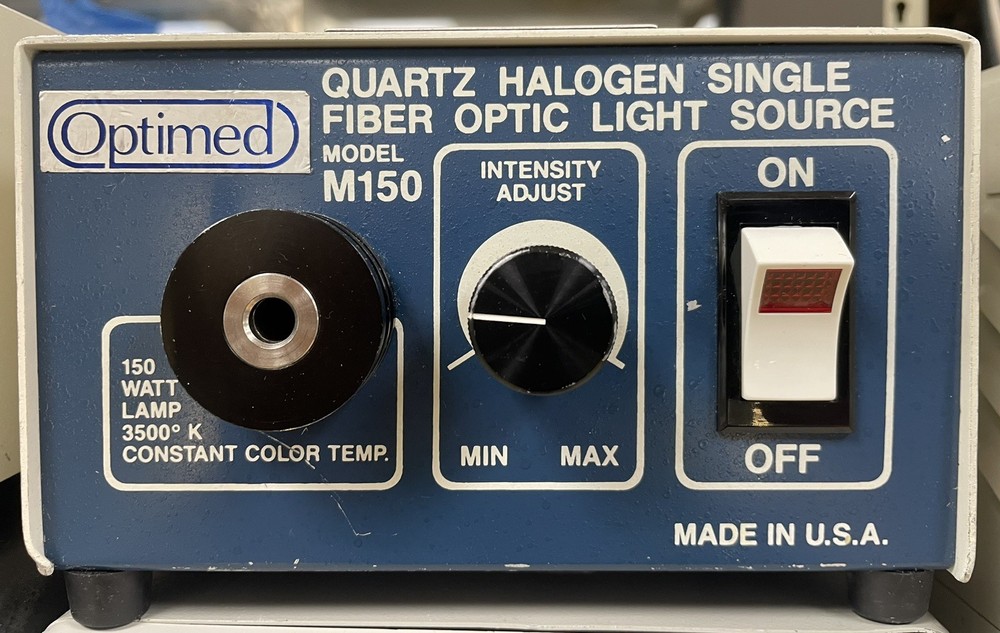 Optimed
QUARTZ HALOGEN SINGLE
FIBER OPTIC LIGHT SOURCE
MODEL
M150
INTENSITY
ADJUST
MIN MAX
ON
OFF
150
WATT
LAMP
3500° K
CONSTANT COLOR TEMP.
MADE IN U.S.A.